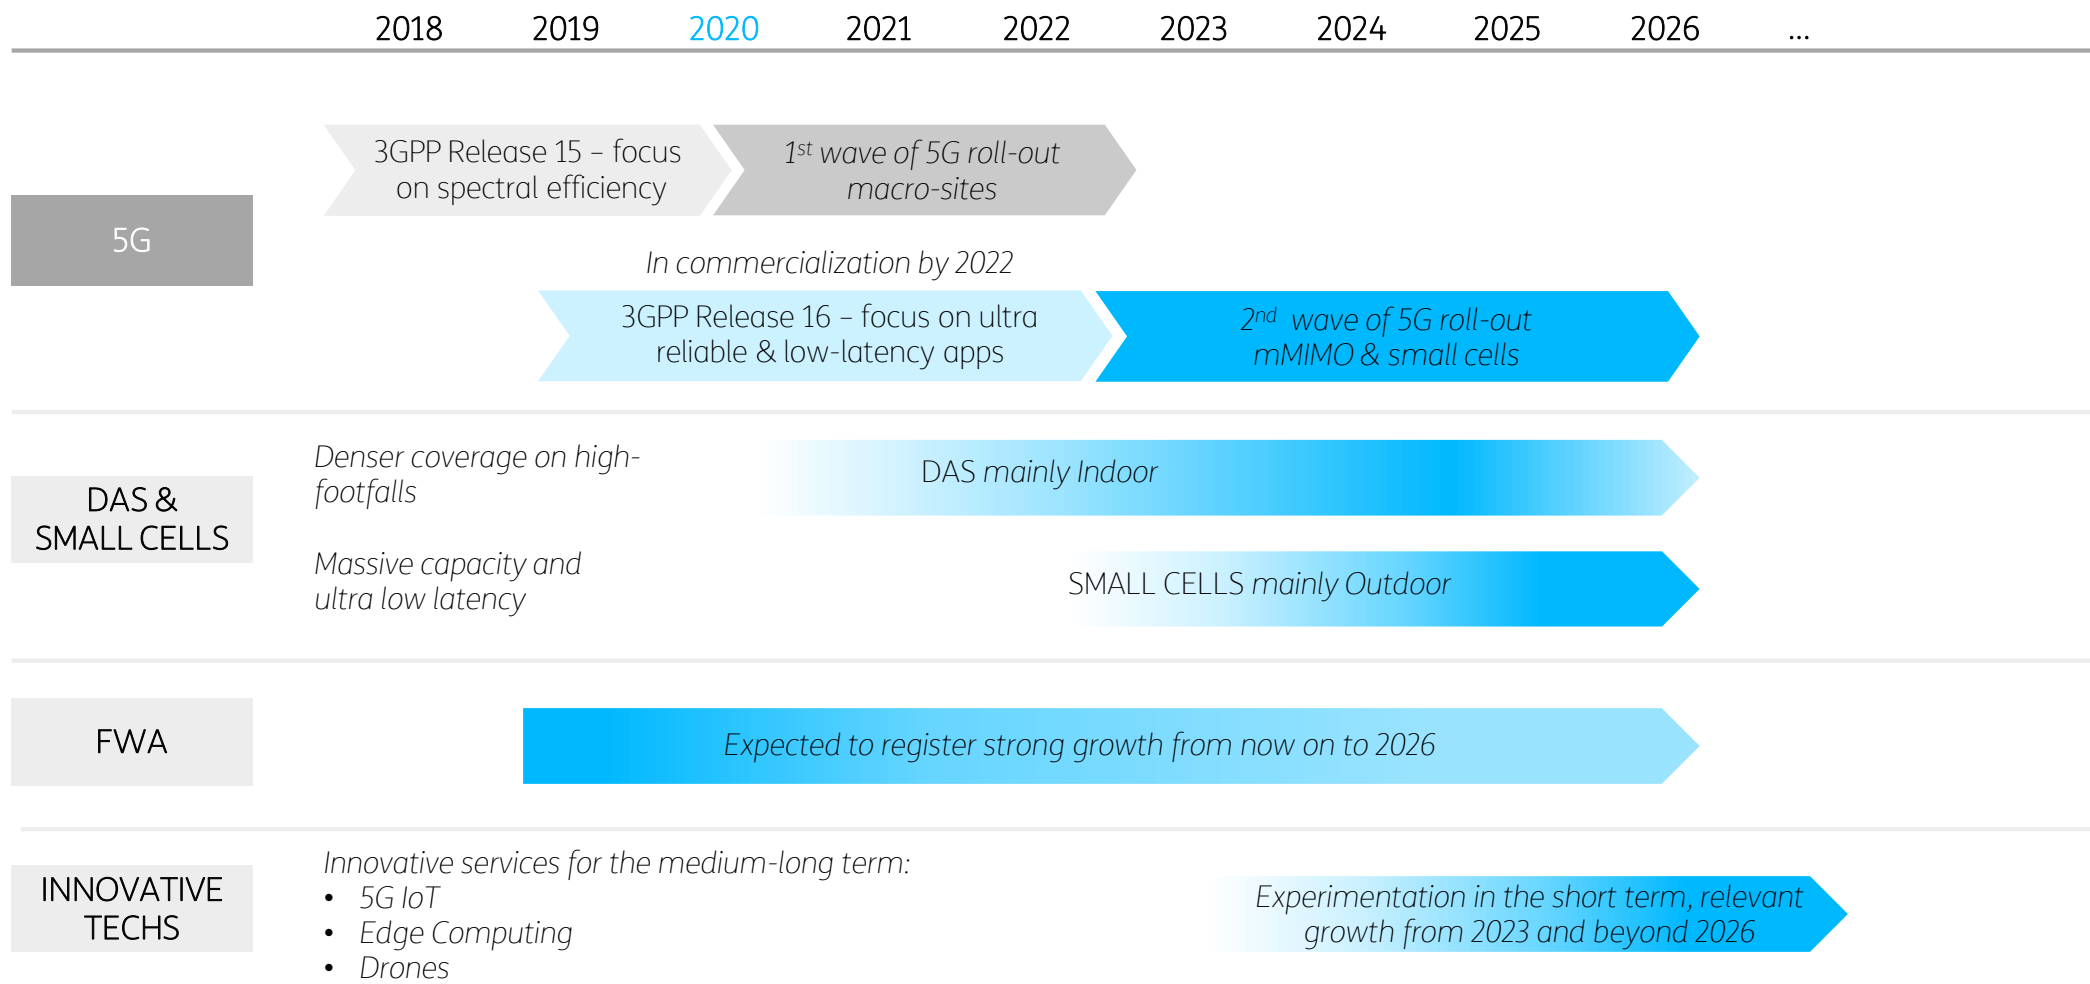 2018 2019 2020 2021 2022 2023 2024 2025 2026 ...
3GPP Release 15 – focus
on spectral efficiency
1st wave of 5G roll-out
macro-sites
5G
In commercialization by 2022
3GPP Release 16 – focus on ultra
reliable & low-latency apps
2nd wave of 5G roll-out
mMIMO & small cells
DAS &
SMALL CELLS
Denser coverage on high-
footfalls
DAS mainly Indoor
Massive capacity and
ultra low latency
SMALL CELLS mainly Outdoor
FWA
Expected to register strong growth from now on to 2026
INNOVATIVE
TECHS
Innovative services for the medium-long term:
• 5G IoT
• Edge Computing
• Drones
Experimentation in the short term, relevant
growth from 2023 and beyond 2026